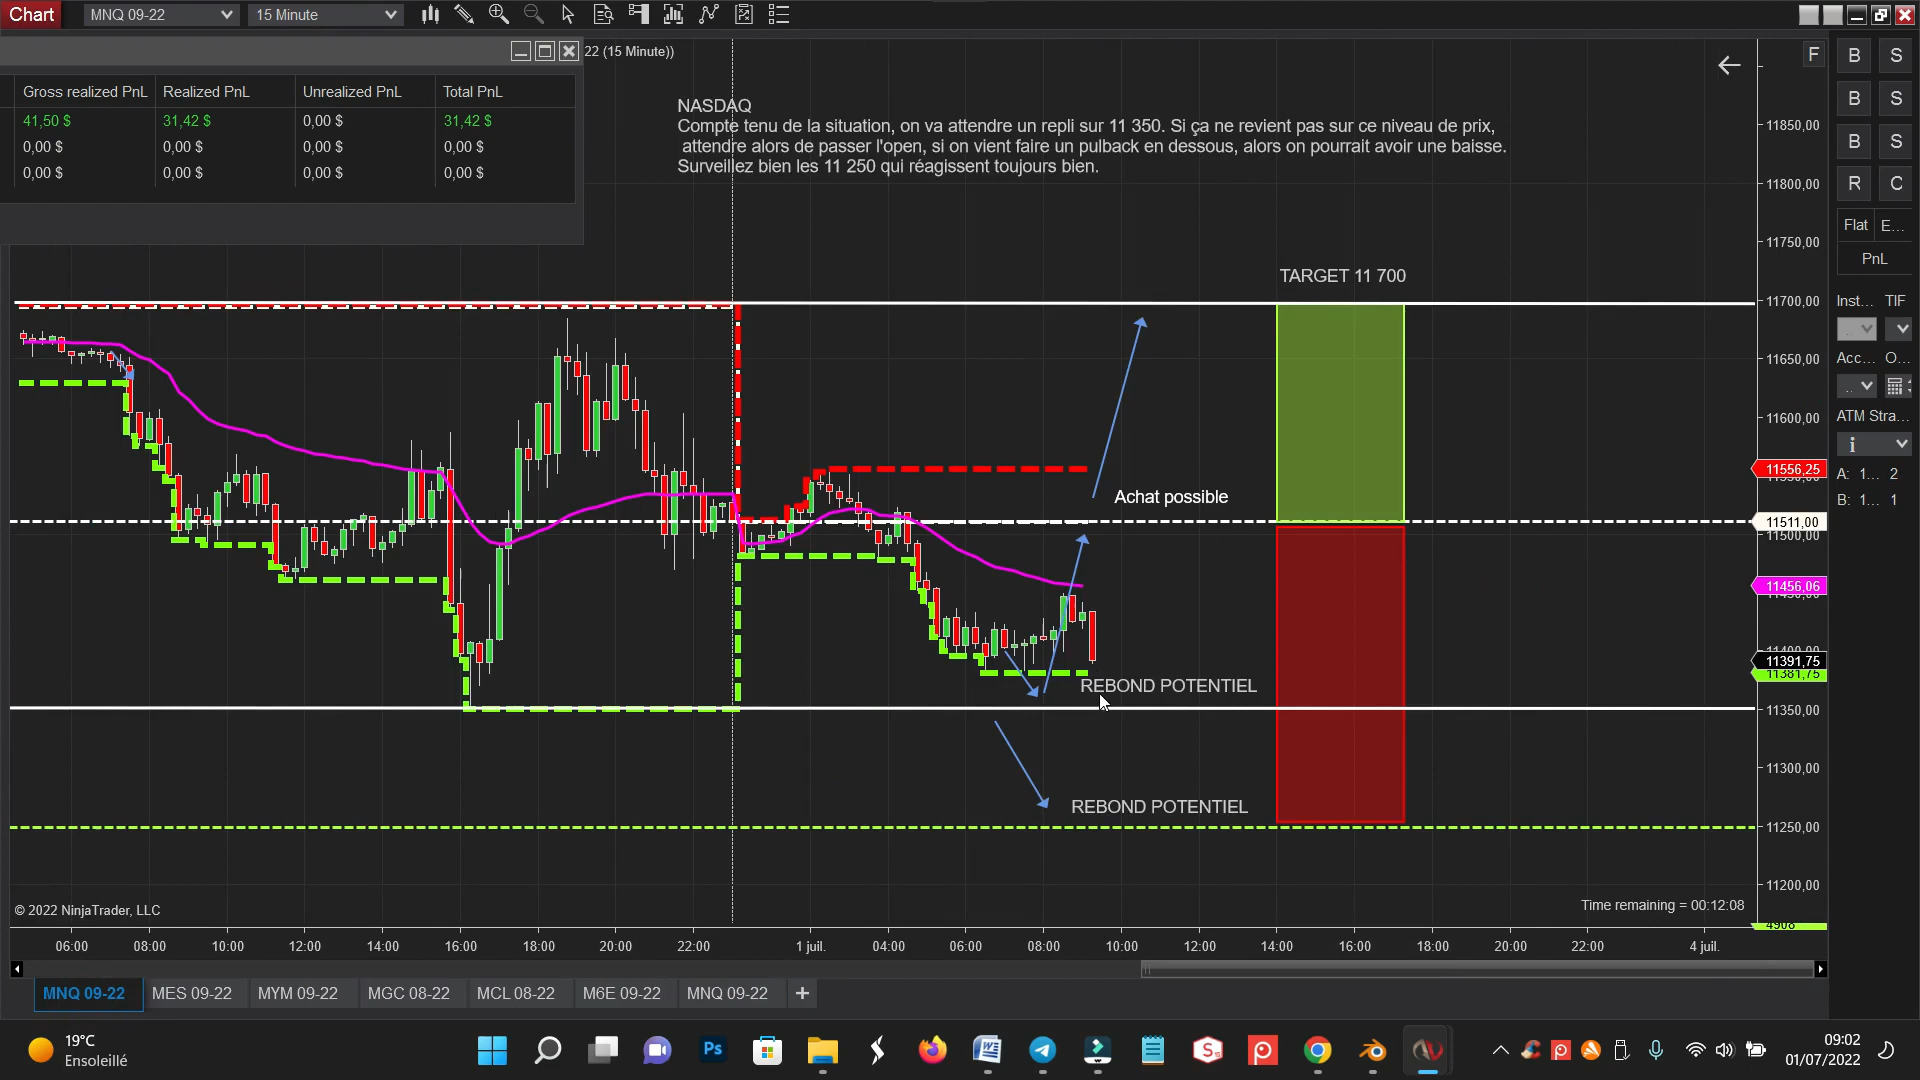 Chart
MNQ 09-22
15 Minute
22 (15 Minute))
Gross realized PnL
Realized PnL
Unrealized PnL
Total PnL
41,50 $
31,42 $
0,00 $
31,42 $
0,00 $
0,00 $
0,00 $
0,00 $
0,00 $
0,00 $
0,00 $
0,00 $
NASDAQ
Compte tenu de la situation, on va attendre un repli sur 11 350. Si ça ne revient pas sur ce niveau de prix,
attendre alors de passer l'open, si on vient faire un pulback en dessous, alors on pourrait avoir une baisse.
Surveillez bien les 11 250 qui réagissent toujours bien.
TARGET 11 700
Achat possible
REBOND POTENTIEL
REBOND POTENTIEL
F
11850,00
11800,00
11750,00
11700,00
11650,00
11600,00
11556,25
11511,00
11500,00
11456,06
11391,75
11381,75
11350,00
11300,00
11250,00
11200,00
4908
B S
B S
B S
R C
Flat E...
PnL
Inst... TIF
Acc... O...
ATM Stra...
A: 1... 2
B: 1... 1
© 2022 NinjaTrader, LLC
Time remaining = 00:12:08
06:00
08:00
10:00
12:00
14:00
16:00
18:00
20:00
22:00
1 juil.
04:00
06:00
08:00
10:00
12:00
14:00
16:00
18:00
20:00
22:00
4 juil.
MNQ 09-22
MES 09-22
MYM 09-22
MGC 08-22
MCL 08-22
M6E 09-22
MNQ 09-22
+
19°C
Ensoleillé
Ps
09:02
01/07/2022